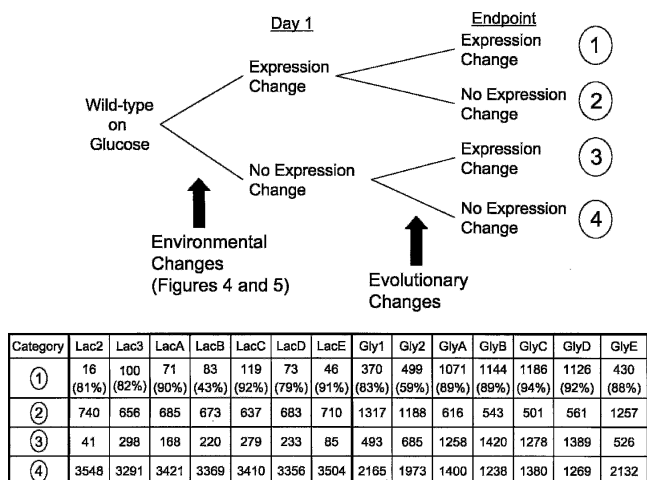 Day 1
Endpoint
Expression
Change
1
Expression
Change
No Expression
Change
2
Wild-type
on
Glucose
Expression
Change
3
No Expression
Change
No Expression
Change
4
Environmental
Changes
(Figures 4 and 5)
Evolutionary
Changes
Category Lac2 Lac3 LacA LacB LacC LacD LacE Gly1 Gly2 GlyA GlyB GlyC GlyD GlyE
1 16 100 71 83 119 73 46 370 499 1071 1144 1186 1126 430
(81%) (82%) (90%) (43%) (92%) (79%) (91%) (83%) (59%) (89%) (89%) (94%) (92%) (88%)
2 740 656 685 673 637 683 710 1317 1188 616 543 501 561 1257
3 41 298 168 220 279 233 85 493 685 1258 1420 1278 1389 526
4 3548 3291 3421 3369 3410 3356 3504 2165 1973 1400 1238 1380 1269 2132